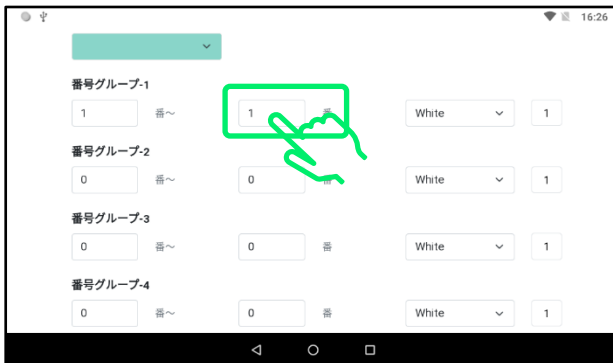 16:26
番号グループ-1
1 番～ 1 番 White 1
番号グループ-2
0 番～ 0 番 White 1
番号グループ-3
0 番～ 0 番 White 1
番号グループ-4
0 番～ 0 番 White 1